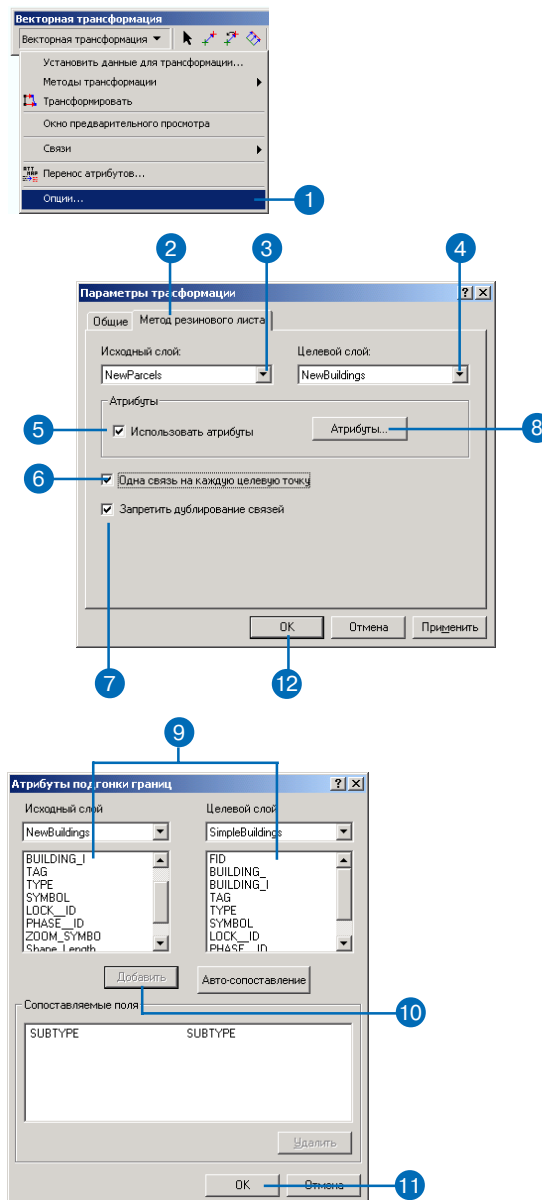 Векторная трансформация
Векторная трансформация
Установить данные для трансформации...
Методы трансформации
Трансформировать
Окно предварительного просмотра
Связи
Перенос атрибутов...
Опции...
1
2
3
4
Параметры трасформации
Общие
Метод резинового листа
Исходный слой:
Целевой слой:
NewParcels
NewBuildings
Атрибуты
5
Использовать атрибуты
Атрибуты...
8
6
Одна связь на каждую целевую точку
Запретить дублирование связей
OK
Отмена
Применить
7
12
9
Атрибуты подгонки границ
Исходный слой
Целевой слой
NewBuildings
SimpleBuildings
BUILDING_I
TAG
TYPE
SYMBOL
LOCK__ID
PHASE__ID
ZOOM_SYMBO
Shape_Length
FID
BUILDING_
BUILDING_I
TAG
TYPE
SYMBOL
LOCK__ID
PHASE__ID
Добавить
Авто-сопоставление
10
Сопоставляемые поля
SUBTYPE
SUBTYPE
Удалить
OK
Отмена
11